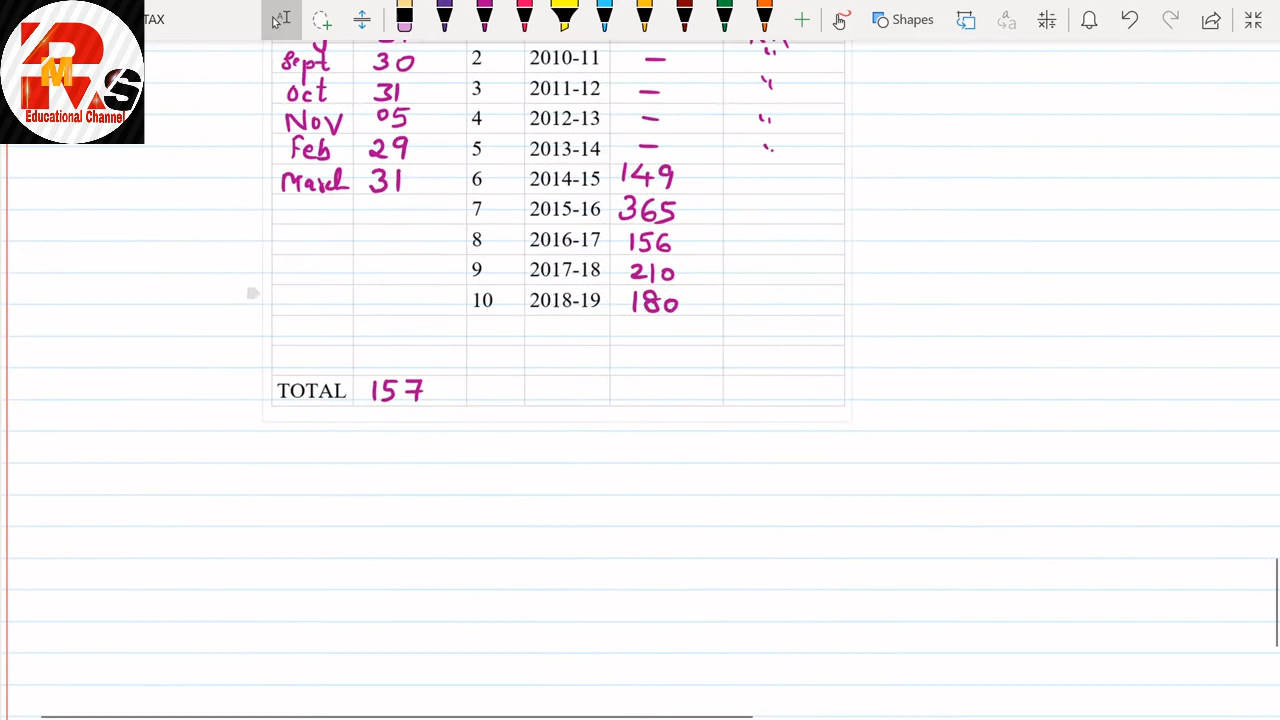 TAX
Shapes
RMS
Educational Channel
Sept 30 2 2010-11 — "
Oct 31 3 2011-12 — "
Nov 05 4 2012-13 — "
Feb 29 5 2013-14 — "
March 31 6 2014-15 149
7 2015-16 365
8 2016-17 156
9 2017-18 210
10 2018-19 180
TOTAL 157